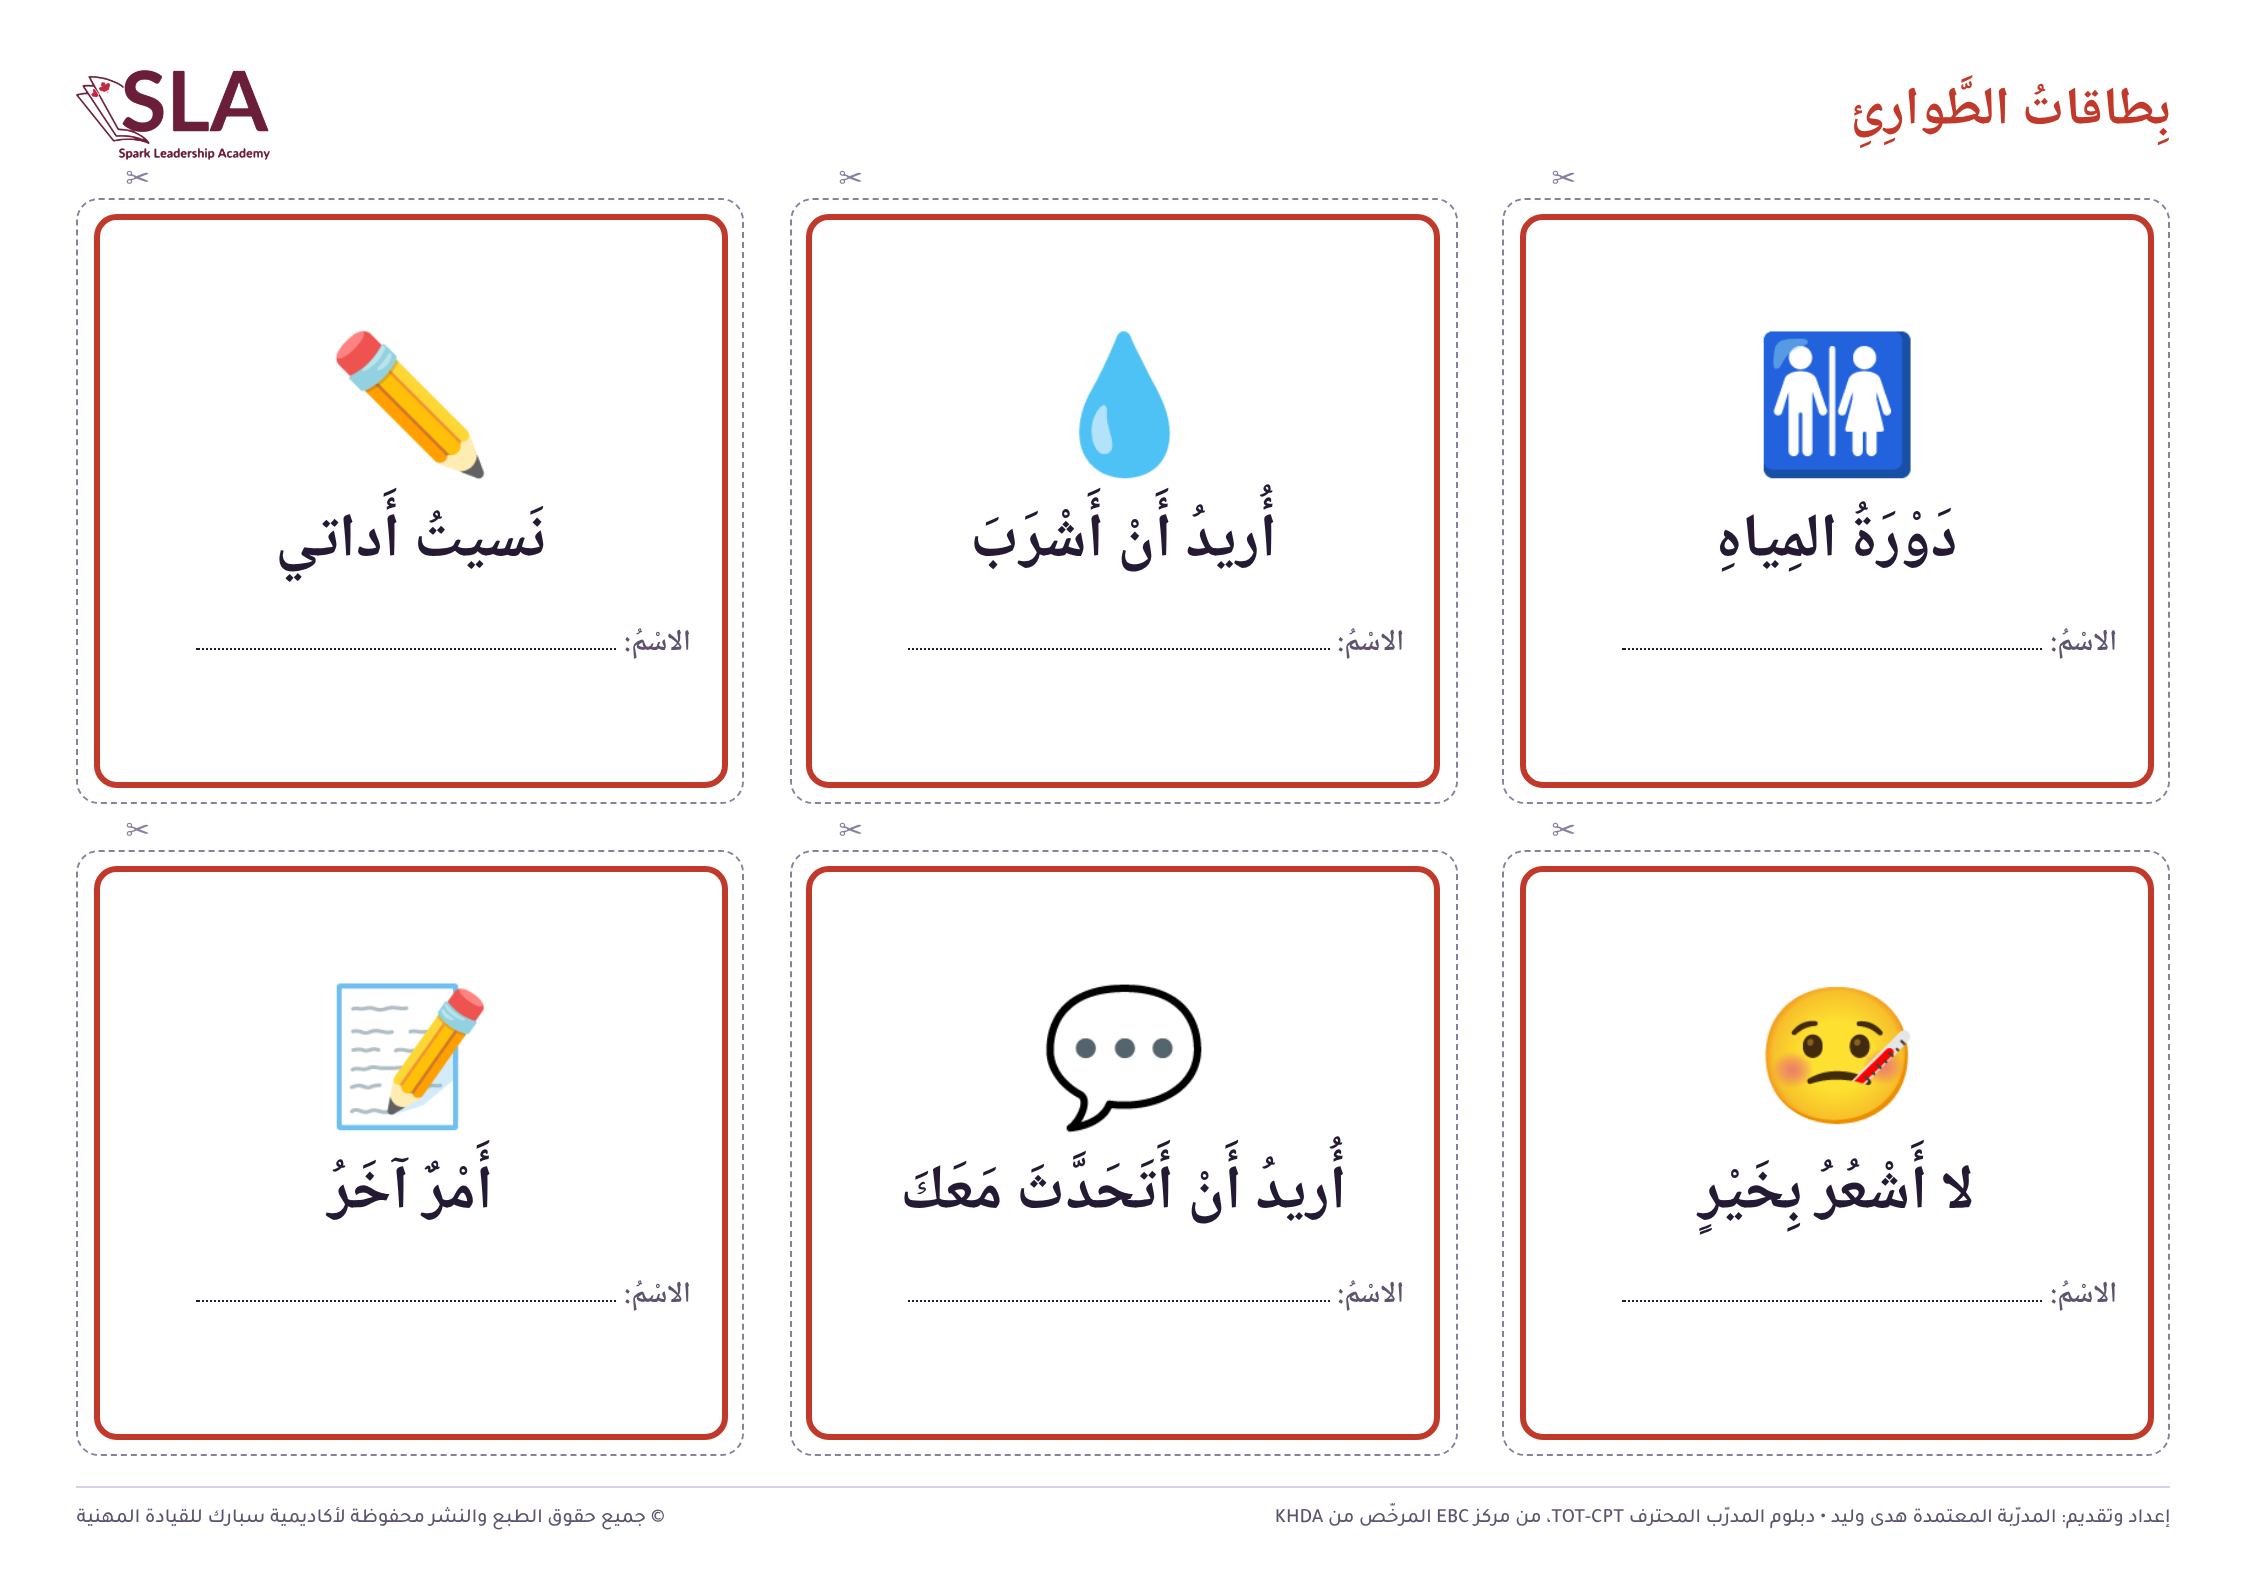 بِطاقاتُ الطَّوارِئِ
SLA
Spark Leadership Academy
دَوْرَةُ المِياهِ
الاسْمُ:
أُريدُ أَنْ أَشْرَبَ
الاسْمُ:
نَسيتُ أَداتي
الاسْمُ:
لا أَشْعُرُ بِخَيْرٍ
الاسْمُ:
أُريدُ أَنْ أَتَحَدَّثَ مَعَكَ
الاسْمُ:
أَمْرٌ آخَرُ
الاسْمُ:
إعداد وتقديم: المدرّبة المعتمدة هدى وليد • دبلوم المدرّب المحترف TOT-CPT، من مركز EBC المرخّص من KHDA
© جميع حقوق الطبع والنشر محفوظة لأكاديمية سبارك للقيادة المهنية